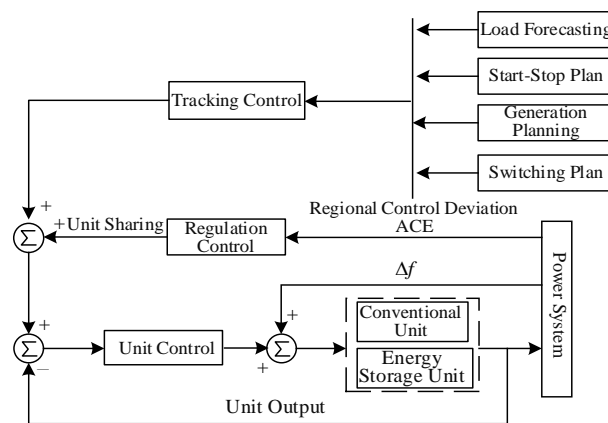 Load Forecasting
Start-Stop Plan
Tracking Control
Generation
Planning
Switching Plan
+
Regional Control Deviation
ACE
+Unit Sharing
Regulation
Control
Σ
Δf
Power System
+
+
Conventional
Unit
Σ
Unit Control
Σ
Energy
Storage Unit
+
−
Unit Output